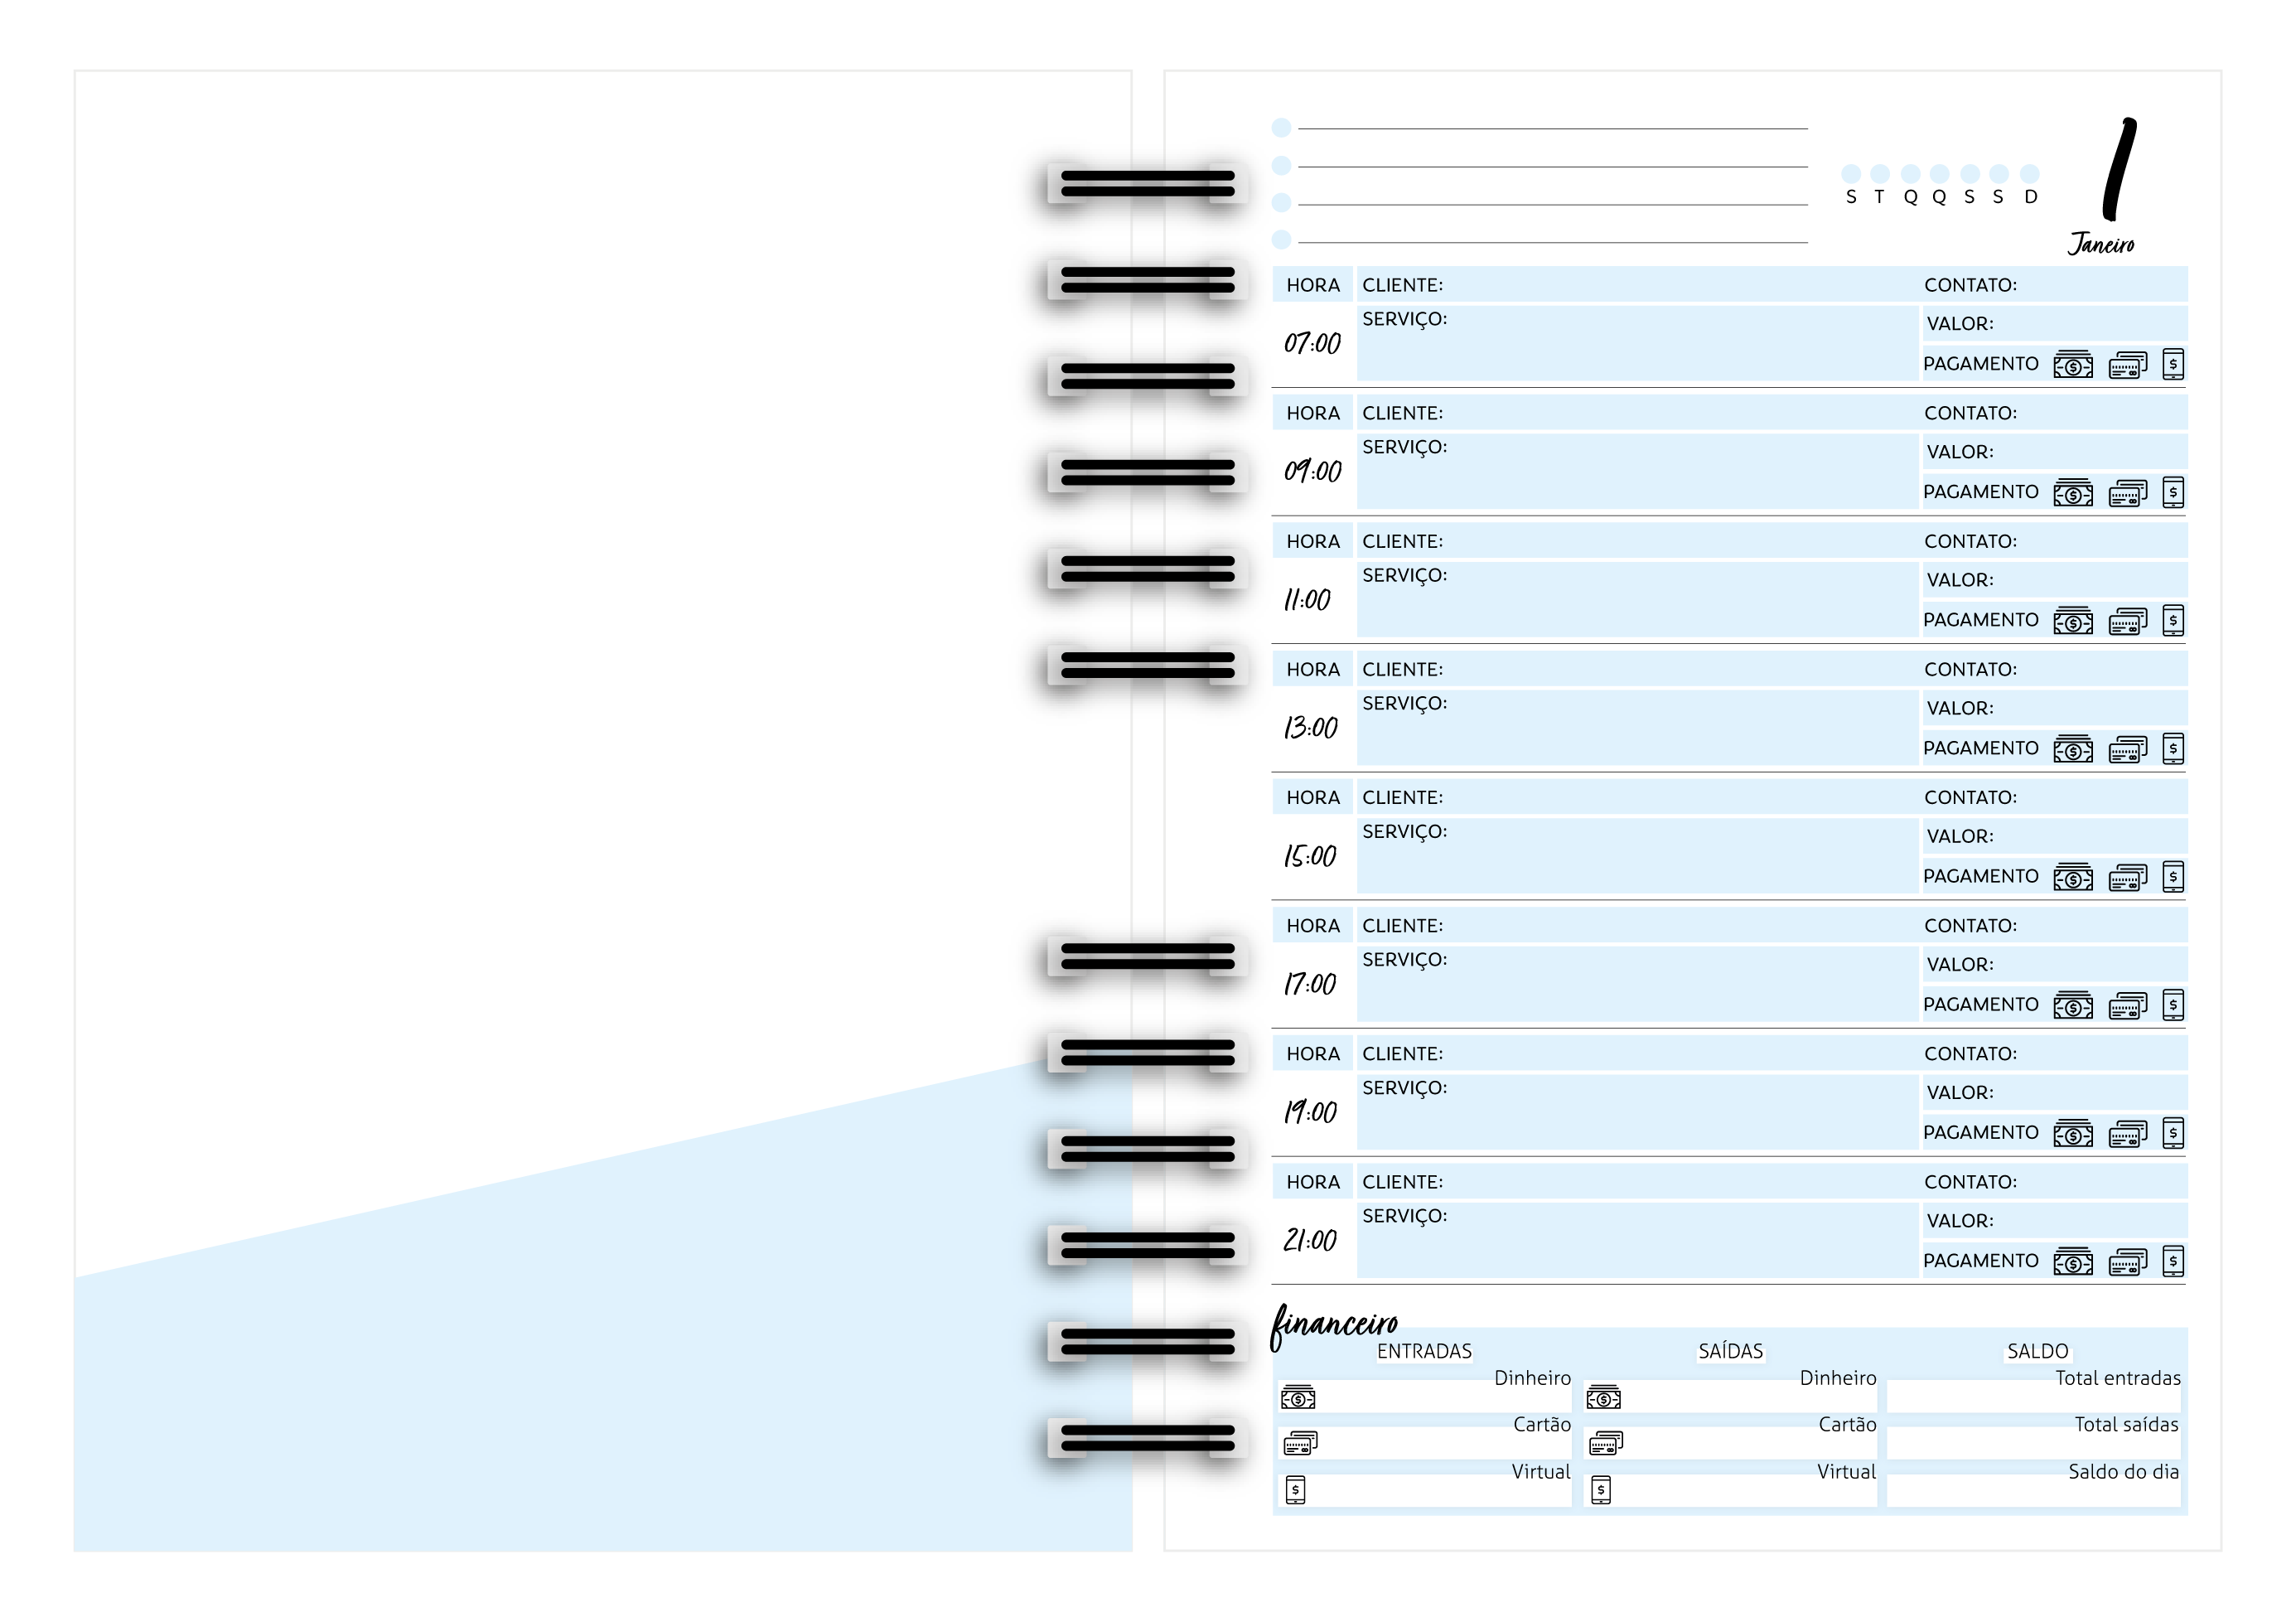 1
S T Q Q S S D
Janeiro
HORA CLIENTE: CONTATO:
SERVIÇO: VALOR:
07:00
PAGAMENTO
HORA CLIENTE: CONTATO:
SERVIÇO: VALOR:
09:00
PAGAMENTO
HORA CLIENTE: CONTATO:
SERVIÇO: VALOR:
11:00
PAGAMENTO
HORA CLIENTE: CONTATO:
SERVIÇO: VALOR:
13:00
PAGAMENTO
HORA CLIENTE: CONTATO:
SERVIÇO: VALOR:
15:00
PAGAMENTO
HORA CLIENTE: CONTATO:
SERVIÇO: VALOR:
17:00
PAGAMENTO
HORA CLIENTE: CONTATO:
SERVIÇO: VALOR:
19:00
PAGAMENTO
HORA CLIENTE: CONTATO:
SERVIÇO: VALOR:
21:00
PAGAMENTO
financeiro
ENTRADAS SAÍDAS SALDO
Dinheiro Dinheiro Total entradas
Cartão Cartão Total saídas
Virtual Virtual Saldo do dia